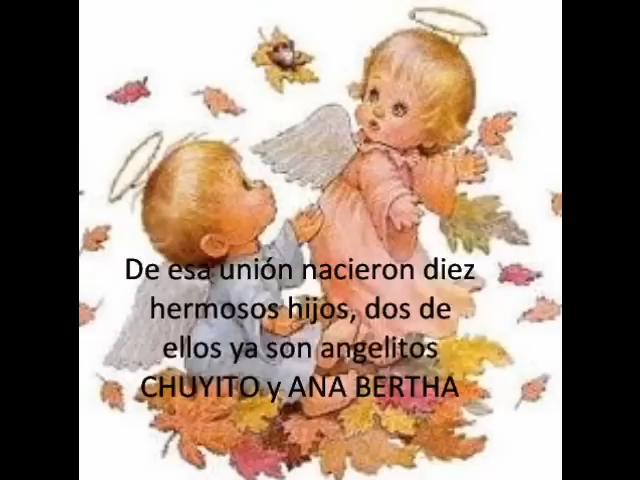 De esa unión nacieron diez
hermosos hijos, dos de
ellos ya son angelitos
CHUYITO y ANA BERTHA